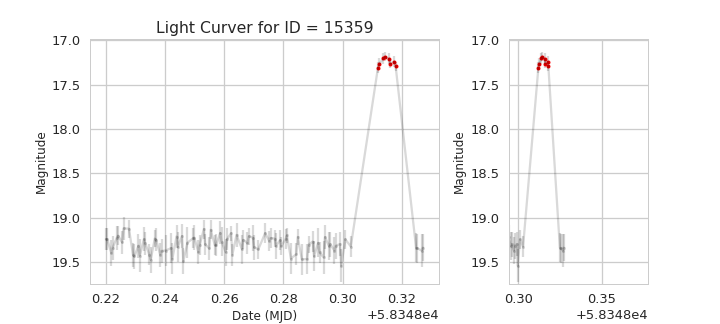 Light Curver for ID = 15359
Magnitude
17.0
17.5
18.0
18.5
19.0
19.5
0.22 0.24 0.26 0.28 0.30 0.32
Date (MJD)
+5.8348e4
Magnitude
17.0
17.5
18.0
18.5
19.0
19.5
0.30 0.35
+5.8348e4